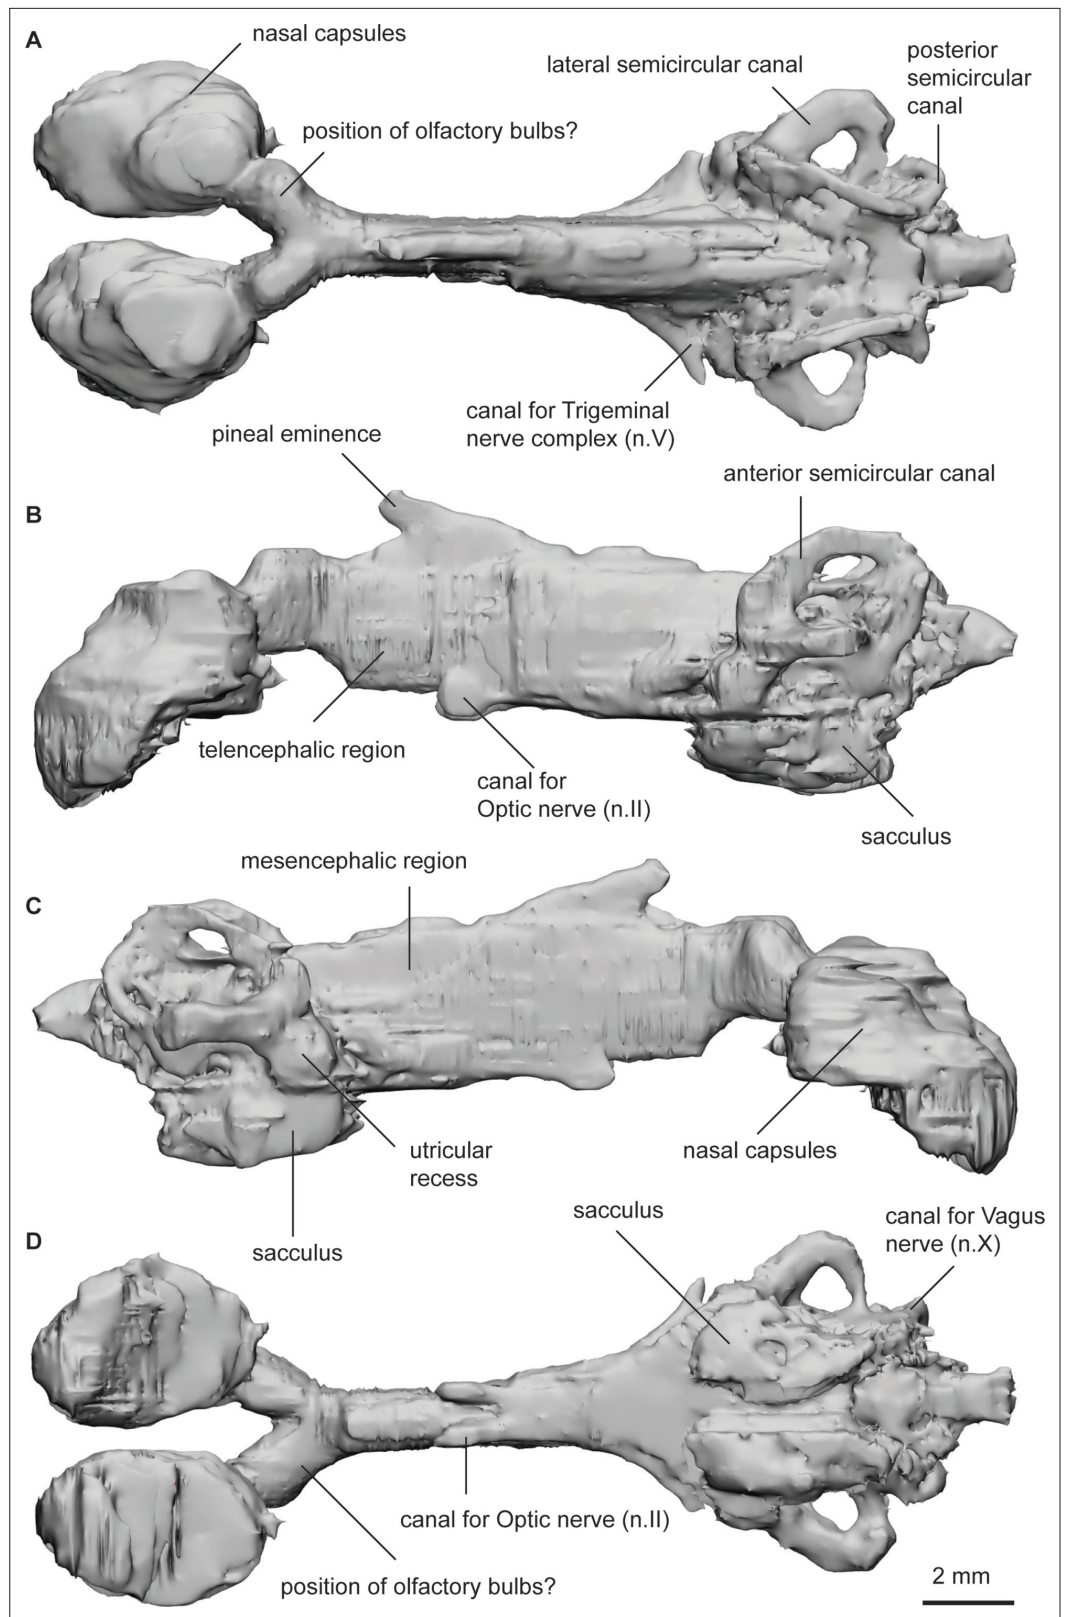 A
nasal capsules
lateral semicircular canal
posterior
semicircular
canal
position of olfactory bulbs?
canal for Trigeminal
nerve complex (n.V)
pineal eminence
anterior semicircular canal
B
telencephalic region
canal for
Optic nerve (n.II)
sacculus
mesencephalic region
C
utricular
recess
nasal capsules
sacculus
sacculus
canal for Vagus
nerve (n.X)
D
canal for Optic nerve (n.II)
position of olfactory bulbs?
2 mm